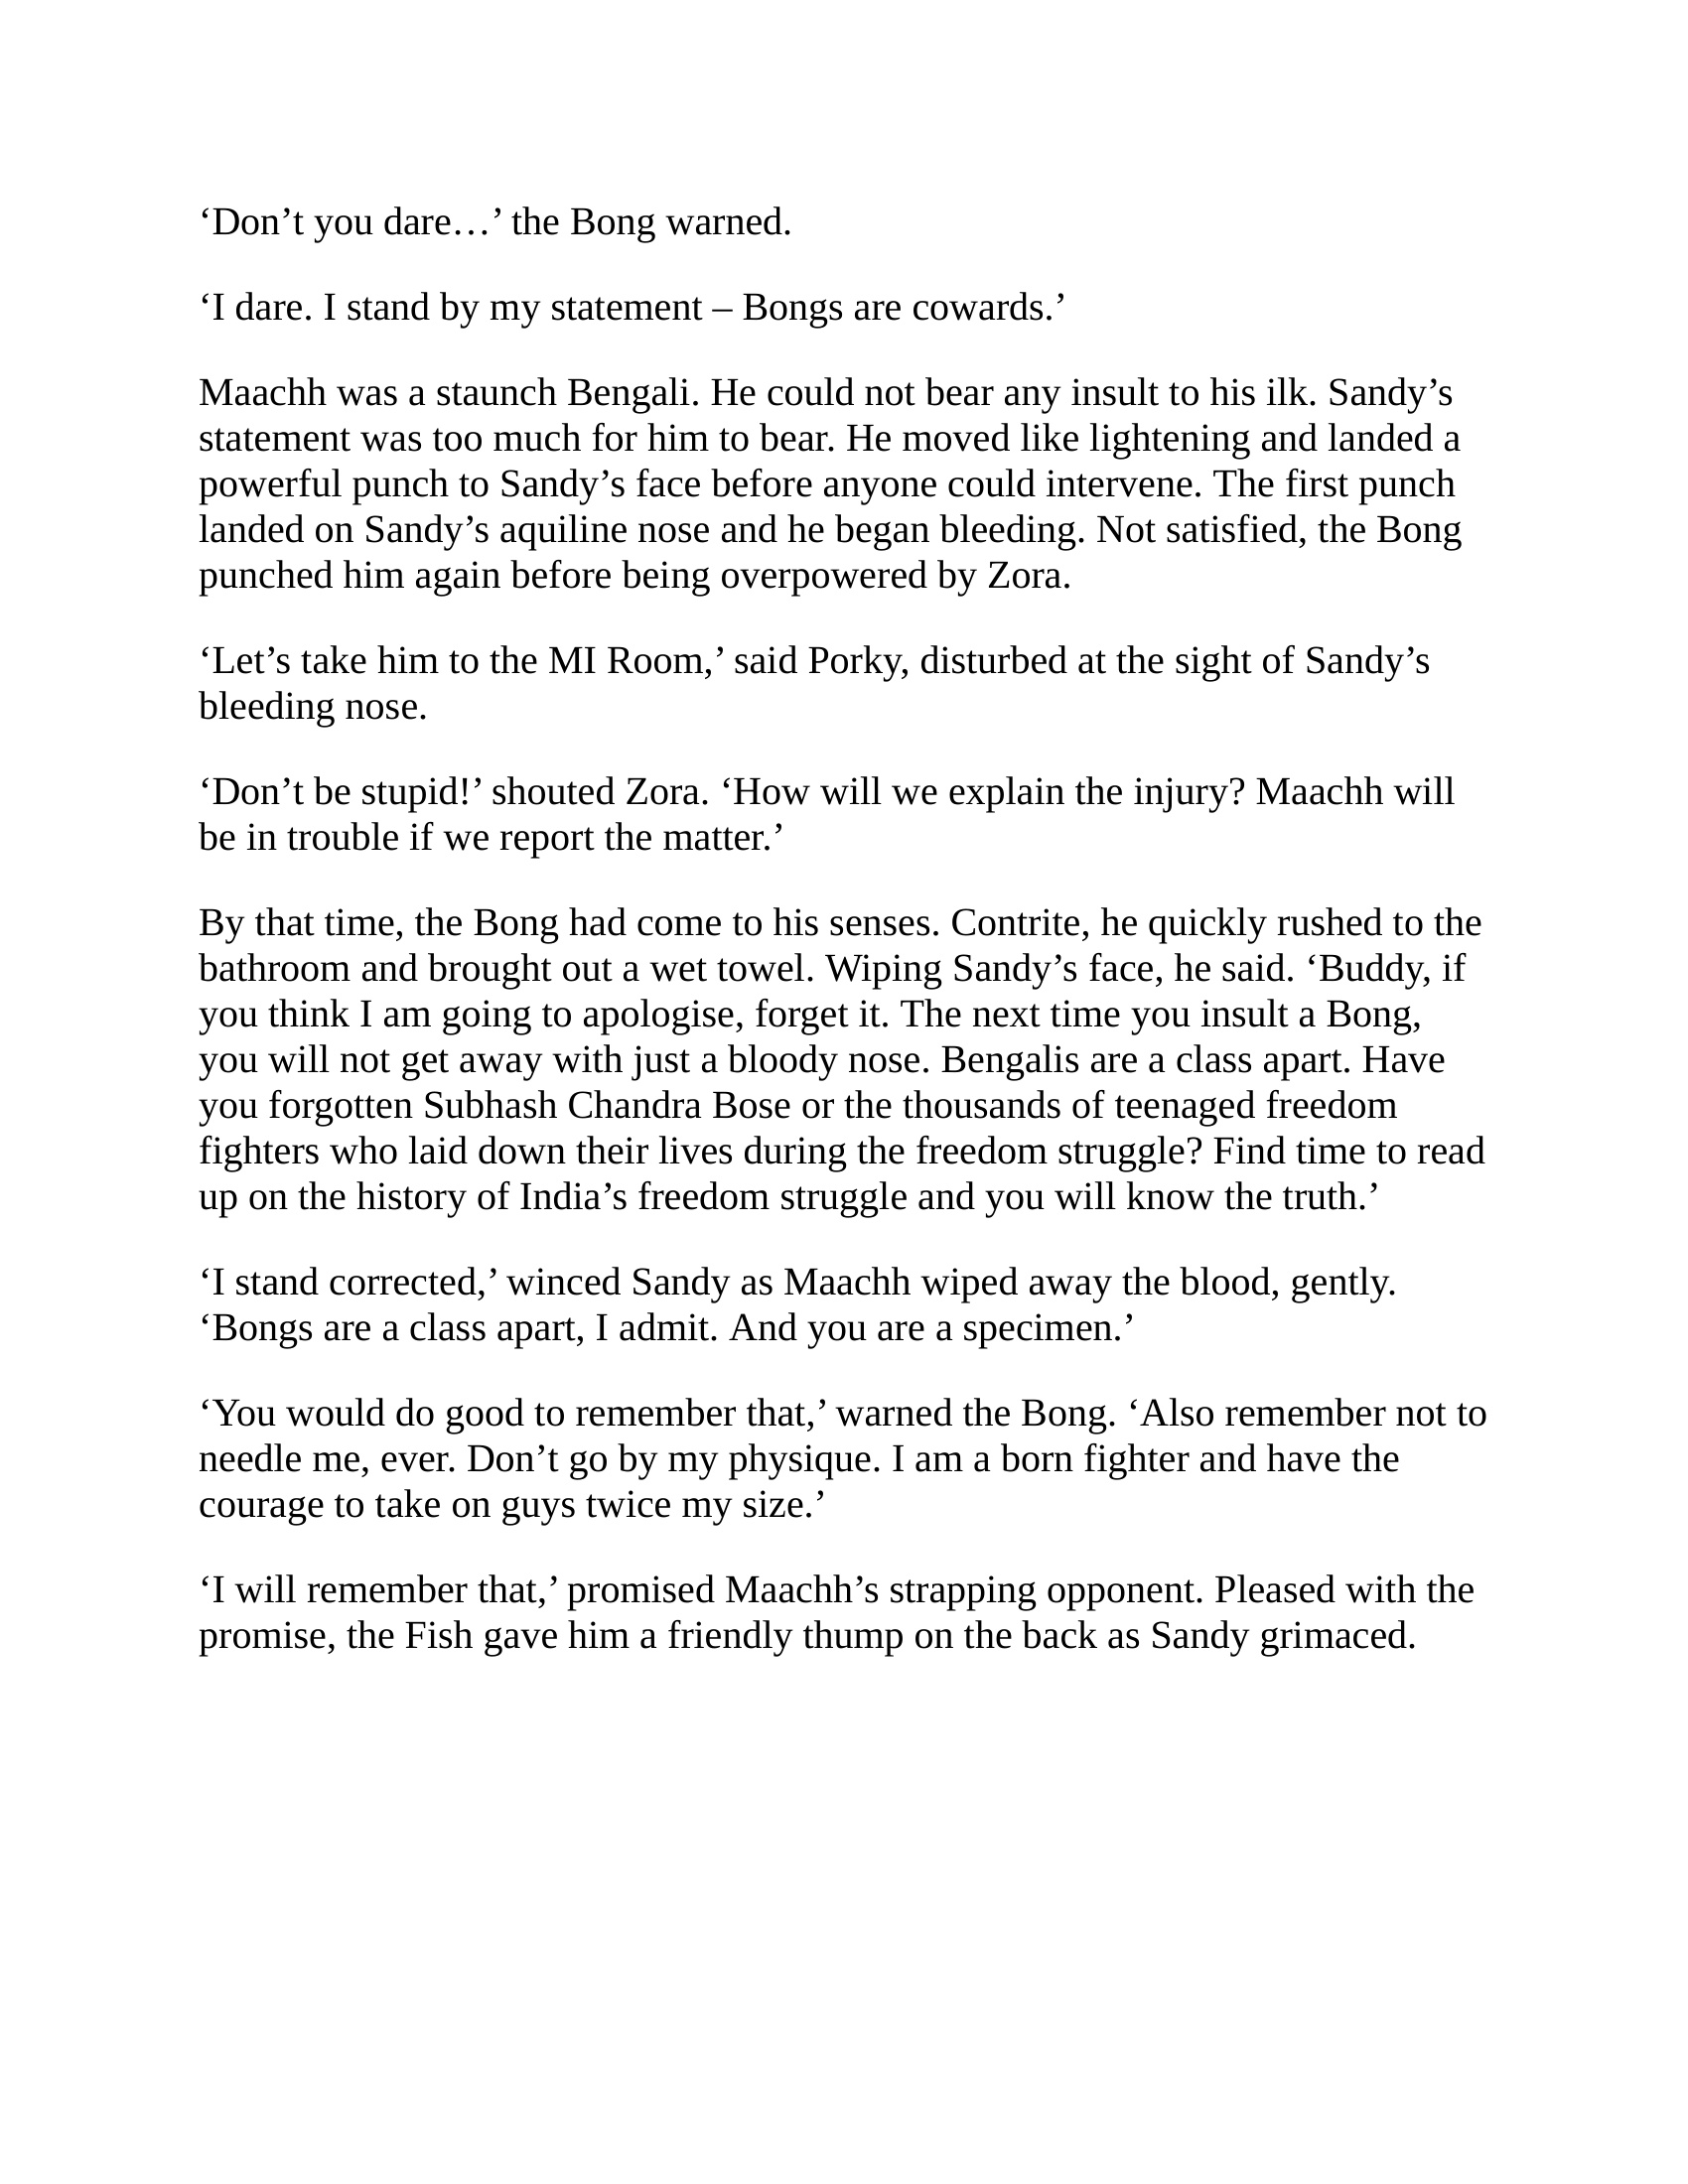 ‘Don’t you dare…’ the Bong warned.
‘I dare. I stand by my statement – Bongs are cowards.’
Maachh was a staunch Bengali. He could not bear any insult to his ilk. Sandy’s
statement was too much for him to bear. He moved like lightening and landed a
powerful punch to Sandy’s face before anyone could intervene. The first punch
landed on Sandy’s aquiline nose and he began bleeding. Not satisfied, the Bong
punched him again before being overpowered by Zora.
‘Let’s take him to the MI Room,’ said Porky, disturbed at the sight of Sandy’s
bleeding nose.
‘Don’t be stupid!’ shouted Zora. ‘How will we explain the injury? Maachh will
be in trouble if we report the matter.’
By that time, the Bong had come to his senses. Contrite, he quickly rushed to the
bathroom and brought out a wet towel. Wiping Sandy’s face, he said. ‘Buddy, if
you think I am going to apologise, forget it. The next time you insult a Bong,
you will not get away with just a bloody nose. Bengalis are a class apart. Have
you forgotten Subhash Chandra Bose or the thousands of teenaged freedom
fighters who laid down their lives during the freedom struggle? Find time to read
up on the history of India’s freedom struggle and you will know the truth.’
‘I stand corrected,’ winced Sandy as Maachh wiped away the blood, gently.
‘Bongs are a class apart, I admit. And you are a specimen.’
‘You would do good to remember that,’ warned the Bong. ‘Also remember not to
needle me, ever. Don’t go by my physique. I am a born fighter and have the
courage to take on guys twice my size.’
‘I will remember that,’ promised Maachh’s strapping opponent. Pleased with the
promise, the Fish gave him a friendly thump on the back as Sandy grimaced.